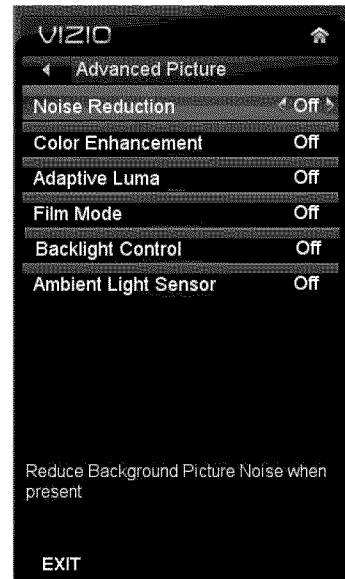 VIZIO
Advanced Picture
Noise Reduction Off
Color Enhancement Off
Adaptive Luma Off
Film Mode Off
Backlight Control Off
Ambient Light Sensor Off
Reduce Background Picture Noise when
present
EXIT